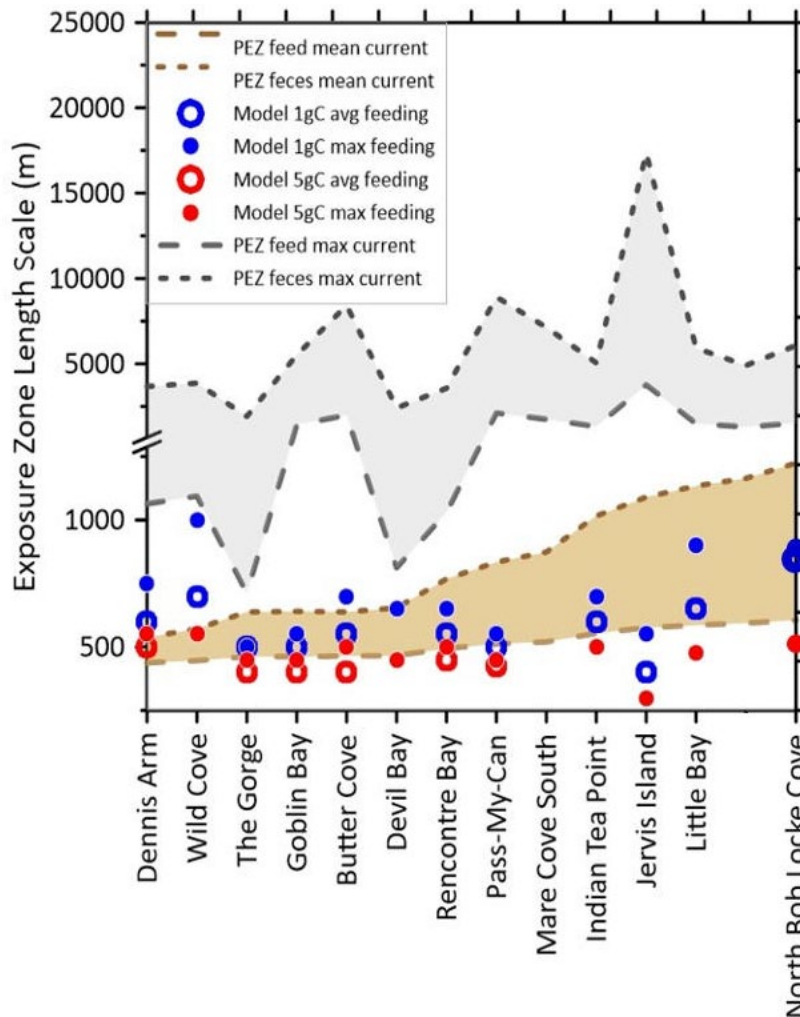 Exposure Zone Length Scale (m)
25000
20000
15000
10000
5000
1000
500
PEZ feed mean current
PEZ feces mean current
Model 1gC avg feeding
Model 1gC max feeding
Model 5gC avg feeding
Model 5gC max feeding
PEZ feed max current
PEZ feces max current
Dennis Arm
Wild Cove
The Gorge
Goblin Bay
Butter Cove
Devil Bay
Rencontre Bay
Pass-My-Can
Mare Cove South
Indian Tea Point
Jervis Island
Little Bay
North Bob Locke Cove